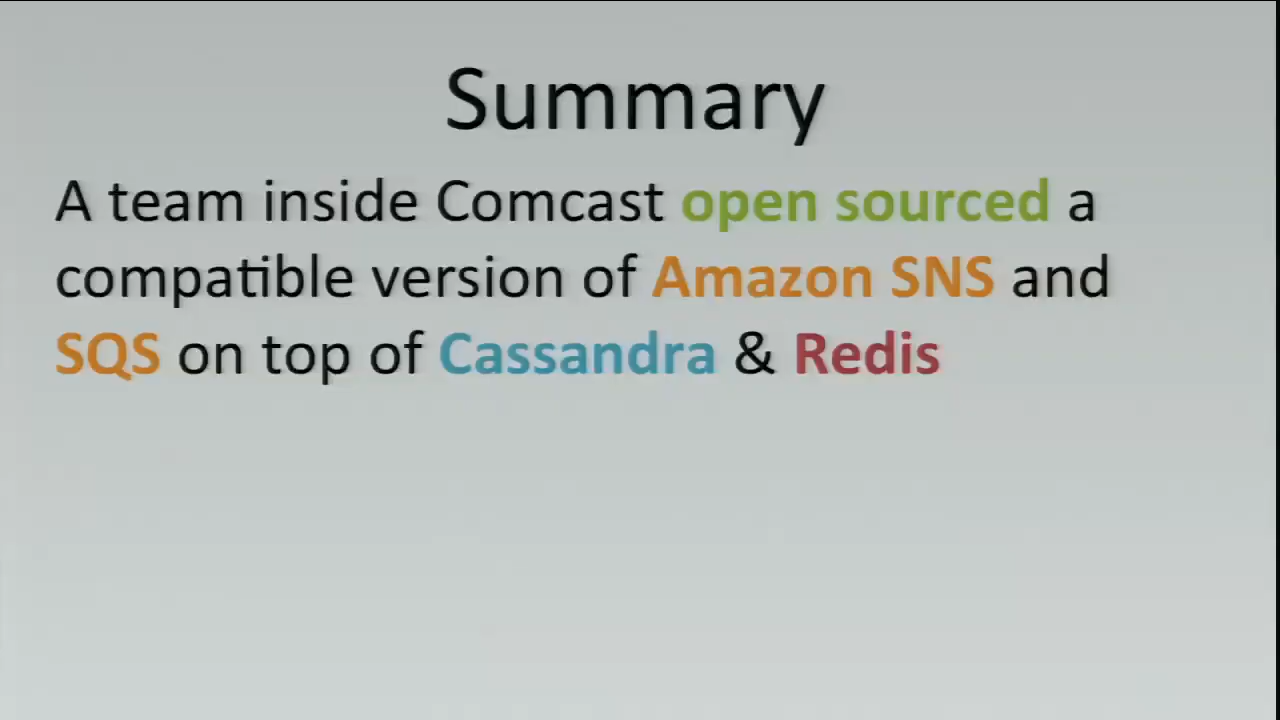 Summary
A team inside Comcast open sourced a
compatible version of Amazon SNS and
SQS on top of Cassandra & Redis